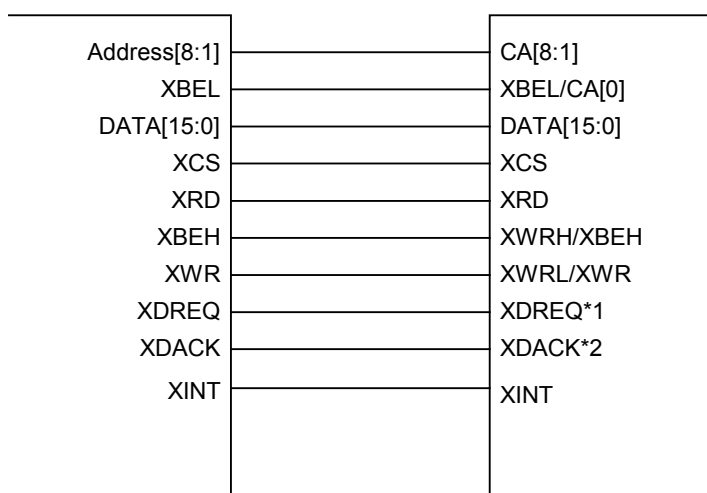 Address[8:1] CA[8:1]
XBEL XBEL/CA[0]
DATA[15:0] DATA[15:0]
XCS XCS
XRD XRD
XBEH XWRH/XBEH
XWR XWRL/XWR
XDREQ XDREQ*1
XDACK XDACK*2
XINT XINT